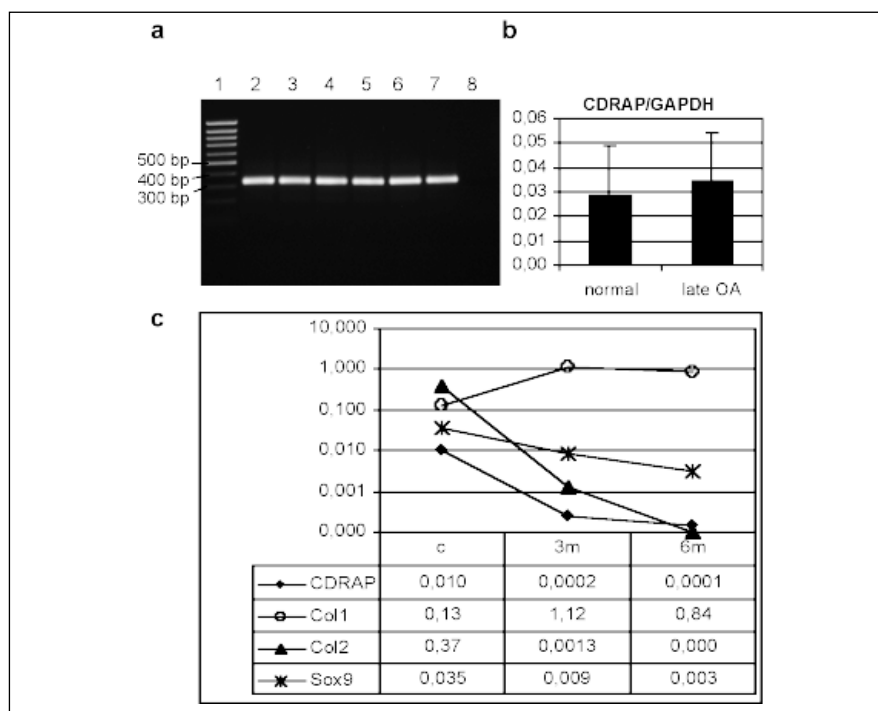 a
1 2 3 4 5 6 7 8
500 bp
400 bp
300 bp
b
CDRAP/GAPDH
0,06
0,05
0,04
0,03
0,02
0,01
0,00
normal late OA
c
10,000
1.000
0,100
0,010
0,001
0,000
c 3m 6m
CDRAP 0,010 0,0002 0,0001
Col1 0,13 1,12 0,84
Col2 0,37 0,0013 0,000
Sox9 0,035 0,009 0,003